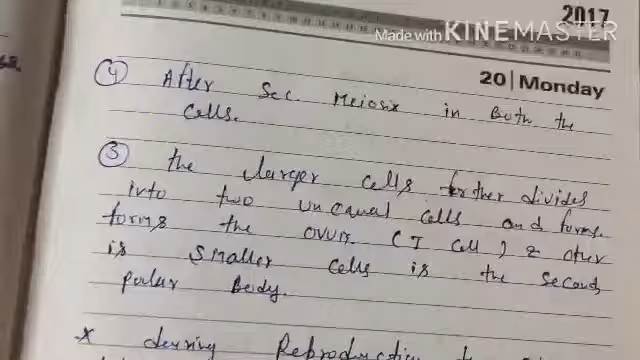 2017
Made with KINEMASTER
20 | Monday
④ After Sec. Meiosis in Both the
Cells.
⑤ the larger cells further divides
into two unequal cells and forms
forms the ovum (I cell) & other
is smaller cells is the second
polar Body.
* during Reproduction